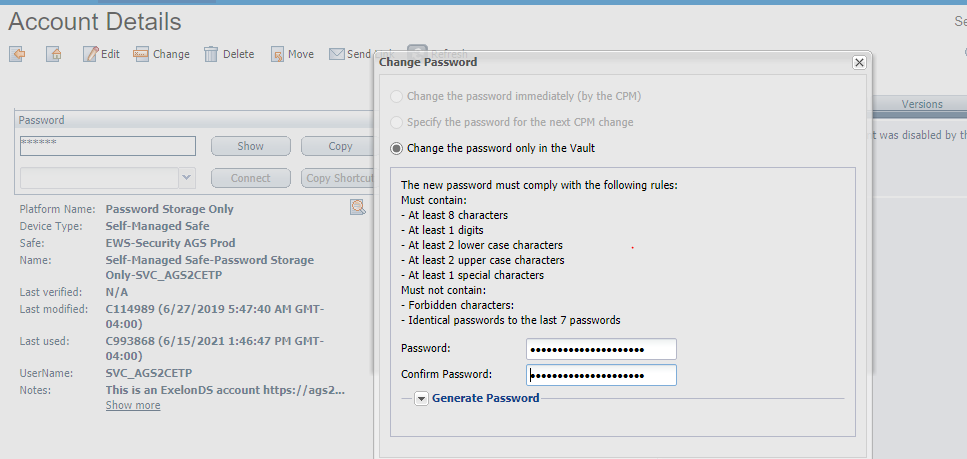 Account Details
Se
Edit Change Delete Move Send Link Refresh
Change Password
Change the password immediately (by the CPM)
Versions
Password
Specify the password for the next CPM change
****** Show Copy
Change the password only in the Vault
t was disabled by th
Connect Copy Shortcut
The new password must comply with the following rules:
Must contain:
- At least 8 characters
- At least 1 digits
- At least 2 lower case characters
- At least 2 upper case characters
- At least 1 special characters
Must not contain:
- Forbidden characters:
- Identical passwords to the last 7 passwords
Password: ••••••••••••••••••••••
Confirm Password: ••••••••••••••••••••••
Generate Password
Platform Name: Password Storage Only
Device Type: Self-Managed Safe
Safe: EWS-Security AGS Prod
Name: Self-Managed Safe-Password Storage
Only-SVC_AGS2CETP
Last verified: N/A
Last modified: C114989 (6/27/2019 5:47:40 AM GMT-
04:00)
Last used: C993868 (6/15/2021 1:46:47 PM GMT-
04:00)
UserName: SVC_AGS2CETP
Notes: This is an ExelonDS account https://ags2...
Show more